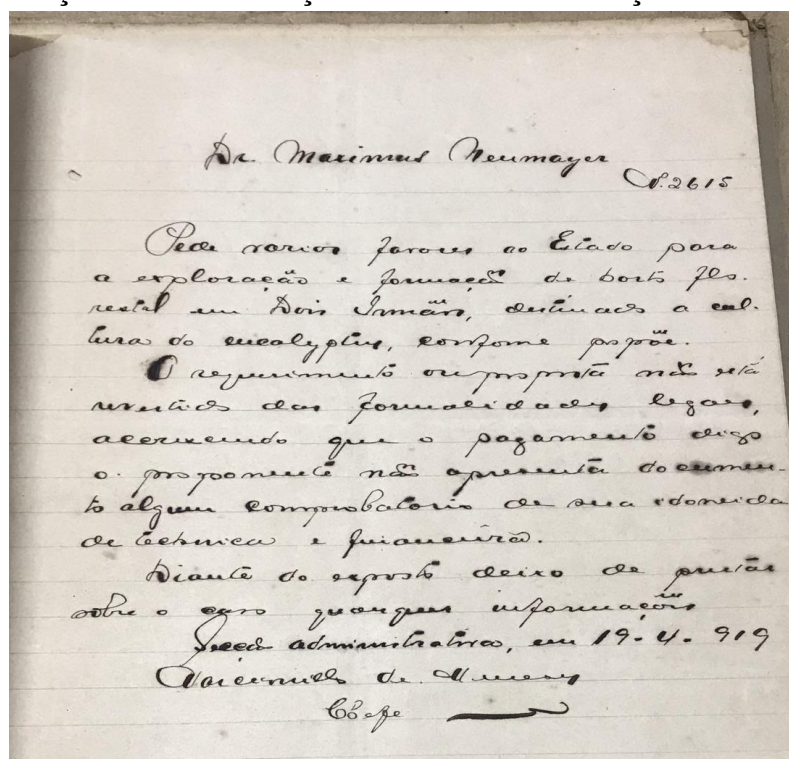 Dr. Maximus Neumayer
N. 2615
Pede varios favores ao Estado para
a exploração e formação de horto flo-
restal em Dois Irmãos, destinado a cul-
tura do eucalyptus, conforme propõe.
O requerimento ou proposta não está
revestido das formalidades legaes,
accrescendo que o pagamento digo
o proponente não apresenta documen-
to algum comprobatorio de sua idoneida
de technica e financeira.
Diante do exposto deixo de prestar
sobre o caso quaesquer informações
Secção administrativa, em 19-4-919
de
Chefe